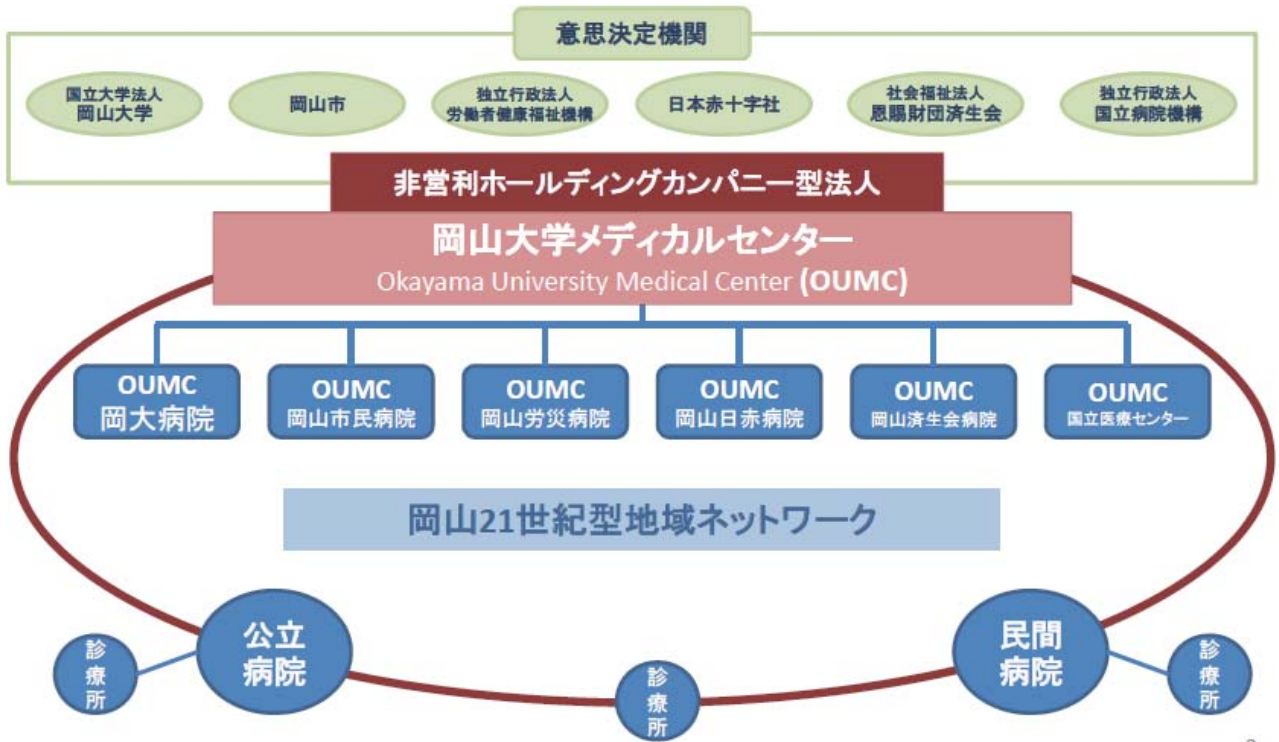 意思決定機関
国立大学法人
岡山大学
岡山市
独立行政法人
労働者健康福祉機構
日本赤十字社
社会福祉法人
恩賜財団済生会
独立行政法人
国立病院機構
非営利ホールディングカンパニー型法人
岡山大学メディカルセンター
Okayama University Medical Center (OUMC)
OUMC
岡大病院
OUMC
岡山市民病院
OUMC
岡山労災病院
OUMC
岡山日赤病院
OUMC
岡山済生会病院
OUMC
国立医療センター
岡山21世紀型地域ネットワーク
診療所
公立
病院
診療所
民間
病院
診療所